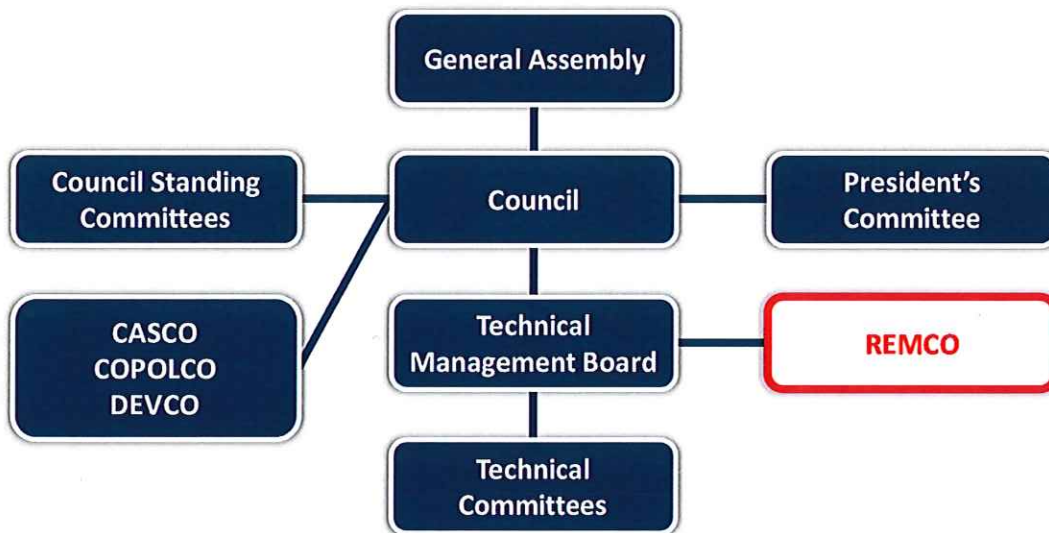 General Assembly
Council Standing
Committees
Council
President's
Committee
CASCO
COPOLCO
DEVCO
Technical
Management Board
REMCO
Technical
Committees